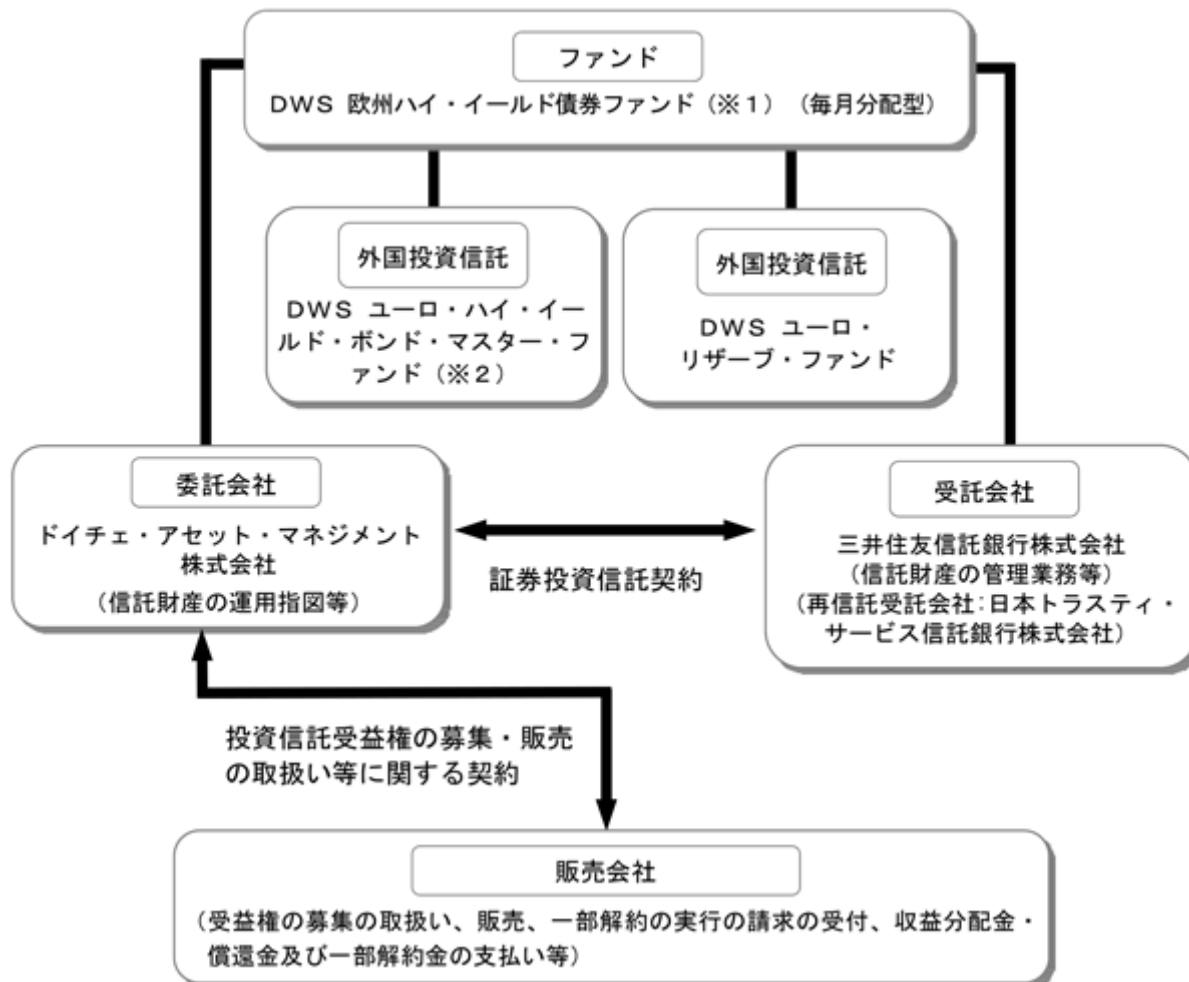 ファンド
DWS 欧州ハイ・イールド債券ファンド(※1)(毎月分配型)
外国投資信託
DWS ユーロ・ハイ・イー
ルド・ボンド・マスター・フ
ァンド(※2)
外国投資信託
DWS ユーロ・
リザーブ・ファンド
委託会社
ドイチェ・アセット・マネジメント
株式会社
(信託財産の運用指図等)
証券投資信託契約
受託会社
三井住友信託銀行株式会社
(信託財産の管理業務等)
(再信託受託会社:日本トラスティ・
サービス信託銀行株式会社)
投資信託受益権の募集・販売
の取扱い等に関する契約
販売会社
(受益権の募集の取扱い、販売、一部解約の実行の請求の受付、収益分配金・
償還金及び一部解約金の支払い等)